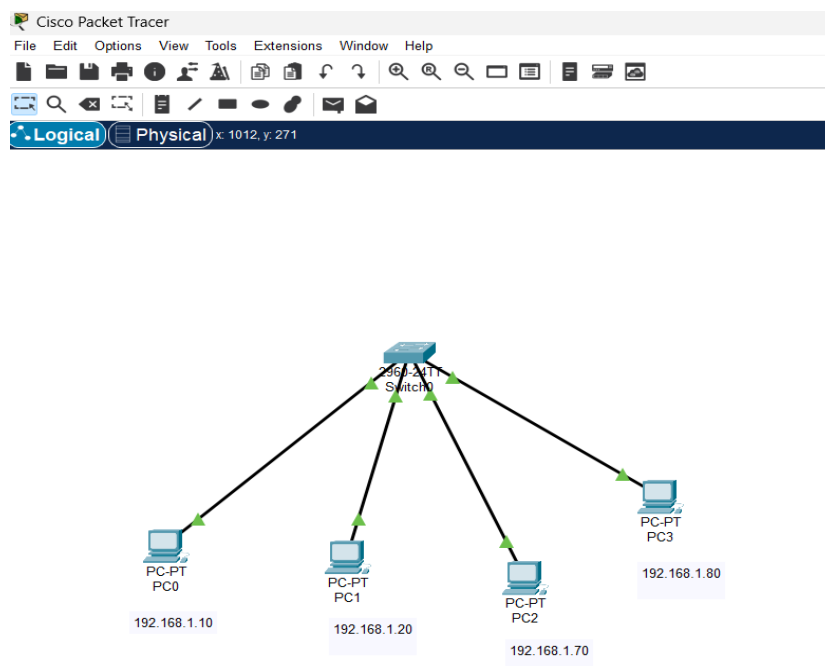 Cisco Packet Tracer
File Edit Options View Tools Extensions Window Help
Logical Physical x: 1012, y: 271
2960-24TT
Switch0
PC-PT
PC3
192.168.1.80
PC-PT
PC0
192.168.1.10
PC-PT
PC1
192.168.1.20
PC-PT
PC2
192.168.1.70